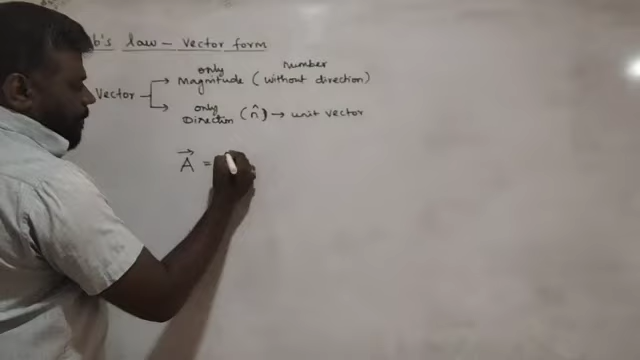 b's law - Vector form
only number
Vector → Magnitude ( without direction)
only
→ Direction (n̂) → unit vector
A⃗ =